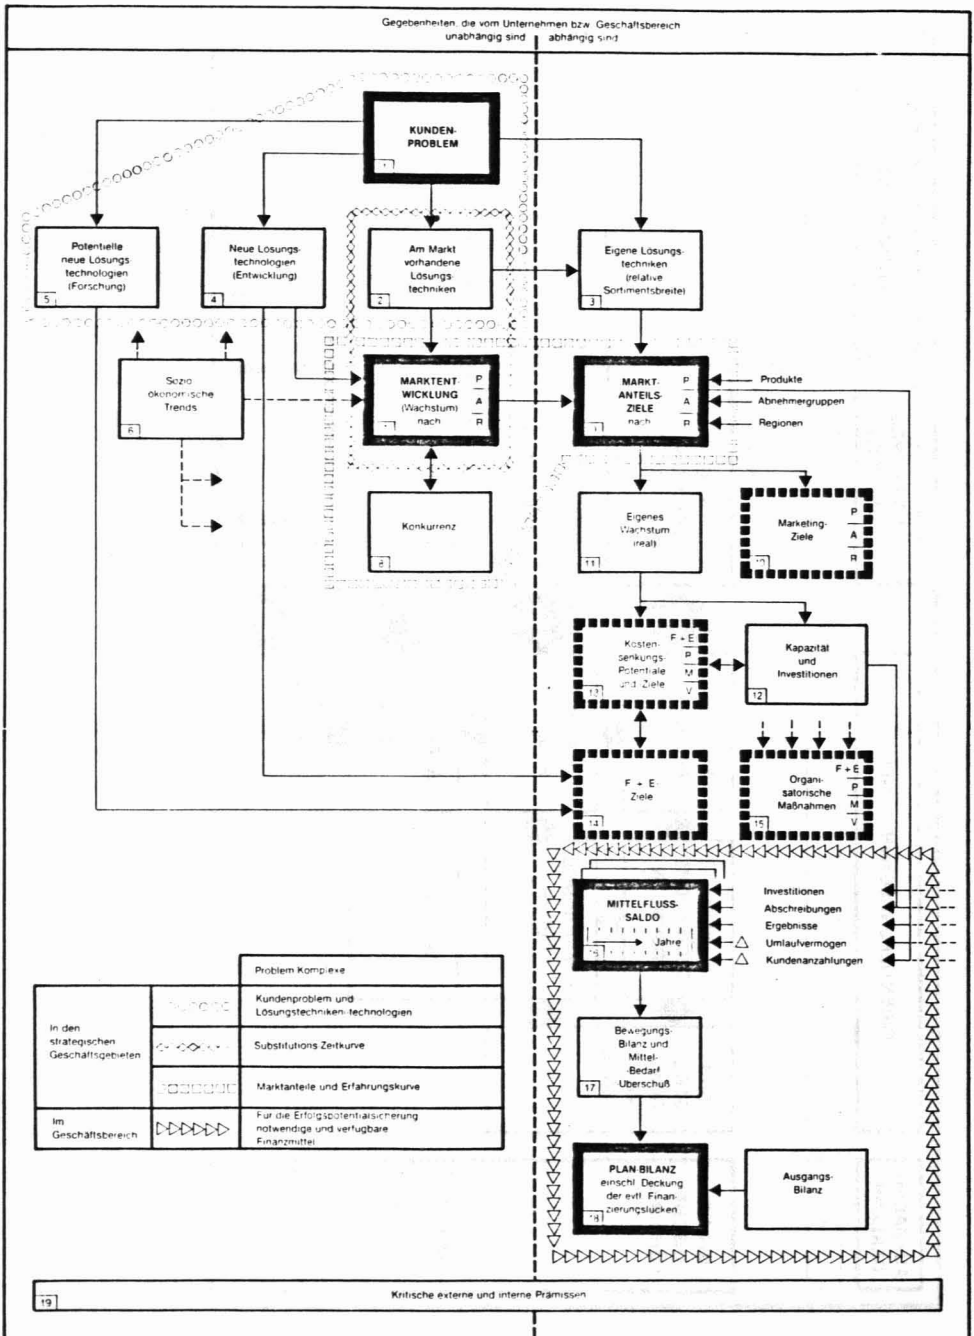 Gegebenheiten, die vom Unternehmen bzw. Geschäftsbereich
unabhängig sind abhängig sind
KUNDEN-
PROBLEM
1
Potentielle
neue Lösungs-
technologien
(Forschung)
5
Neue Lösungs-
technologien
(Entwicklung)
4
Am Markt
vorhandene
Lösungs-
techniken
2
Eigene Lösungs-
techniken
(relative
Sortimentsbreite)
3
Sozio
ökonomische
Trends
6
MARKTENT-
WICKLUNG
(Wachstum)
nach
P
A
R
MARKT-
ANTEILS-
ZIELE
nach
P
A
R
Produkte
Abnehmergruppen
Regionen
Konkurrenz
8
Eigenes
Wachstum
(real)
11
Marketing-
Ziele
P
A
R
10
Kosten-
senkungs-
Potentiale
und -Ziele
F + E
P
M
V
13
Kapazität
und
Investitionen
12
F + E-
Ziele
14
Organi-
satorische
Maßnahmen
F + E
P
M
V
15
MITTELFLUSS-
SALDO
Jahre
16
Investitionen
Abschreibungen
Ergebnisse
△ Umlaufvermögen
△ Kundenanzahlungen
Bewegungs-
Bilanz und
Mittel-
-Bedarf
-Überschuß
17
PLAN-BILANZ
einschl. Deckung
der evtl. Finan-
zierungslücken
18
Ausgangs-
Bilanz
Problem Komplexe
In den
strategischen
Geschäftsgebieten
Kundenproblem und
Lösungstechniken-technologien
Substitutions-Zeitkurve
Marktanteile und Erfahrungskurve
Im
Geschäftsbereich
Für die Erfolgspotentialsicherung
notwendige und verfügbare
Finanzmittel
19
Kritische externe und interne Prämissen